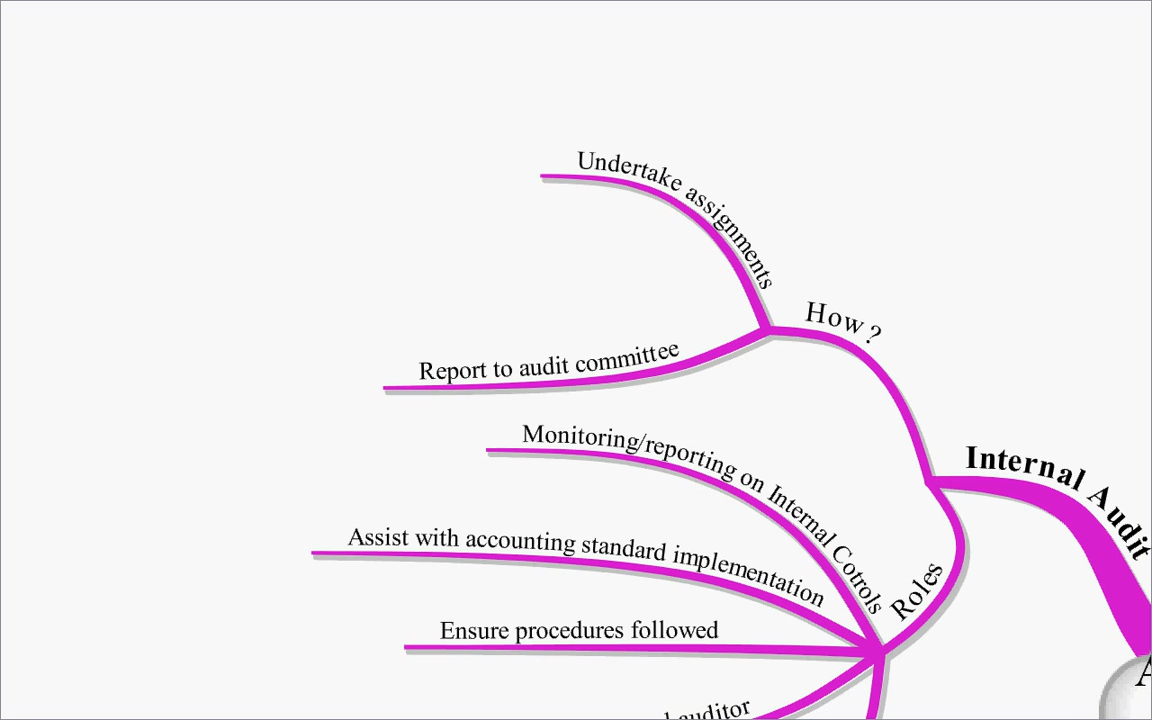 Undertake assignments
How ?
Report to audit committee
Monitoring/reporting on Internal Cotrols
Internal Audit
Assist with accounting standard implementation
Roles
Ensure procedures followed
auditor